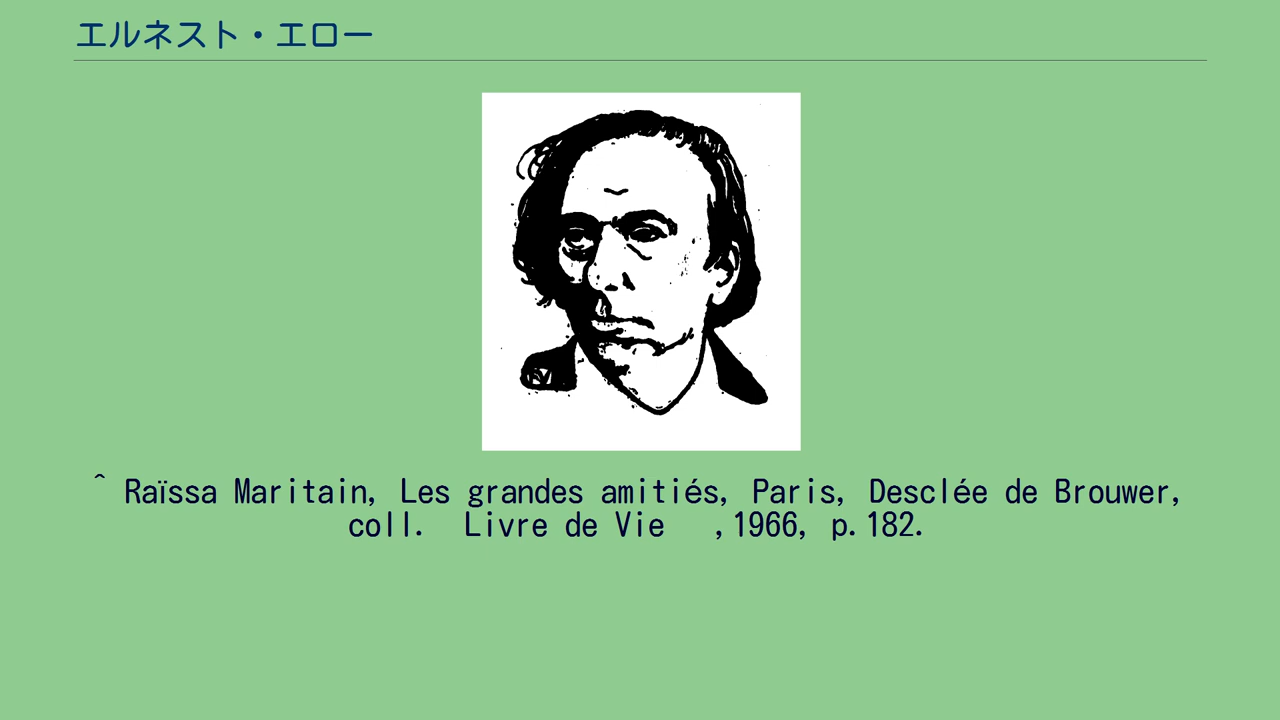 エルネスト・エロー
^ Raïssa Maritain, Les grandes amitiés, Paris, Desclée de Brouwer,
coll. Livre de Vie ,1966, p.182.